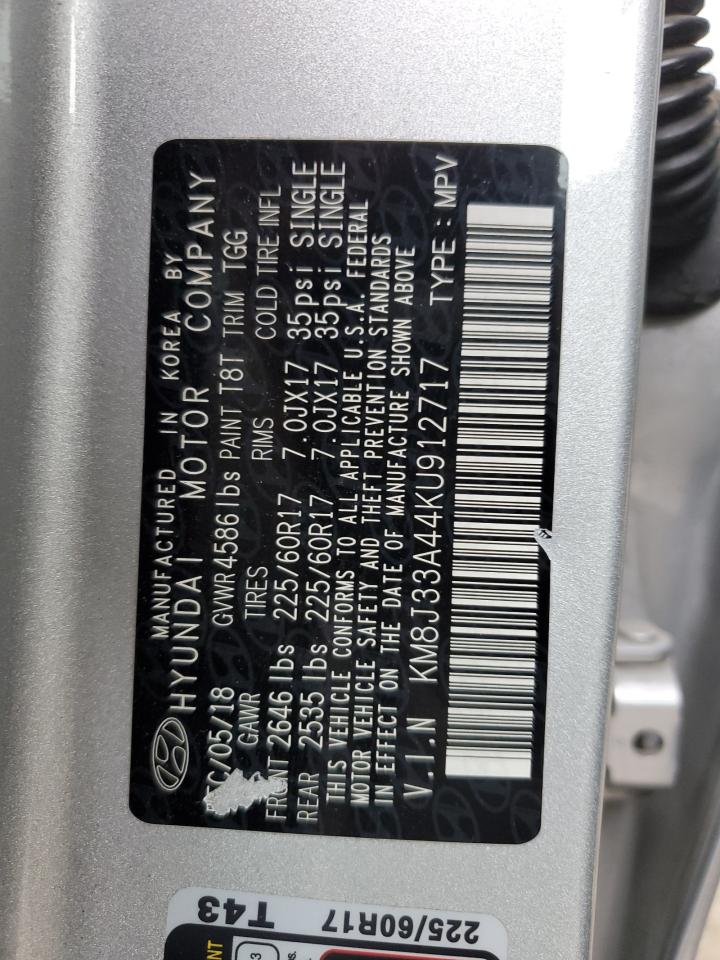 MANUFACTURED IN KOREA BY
HYUNDAI MOTOR COMPANY
/05/18 GVWR 4586 lbs PAINT T8T TRIM TGG
GAWR TIRES RIMS COLD TIRE INFL
FRONT 2646 lbs 225/60R17 7.0JX17 35psi SINGLE
REAR 2535 lbs 225/60R17 7.0JX17 35psi SINGLE
THIS VEHICLE CONFORMS TO ALL APPLICABLE U.S.A. FEDERAL
MOTOR VEHICLE SAFETY AND THEFT PREVENTION STANDARDS
IN EFFECT ON THE DATE OF MANUFACTURE SHOWN ABOVE
V.I.N KM8J33A44KU912717 TYPE: MPV
225/60R17 T43
3